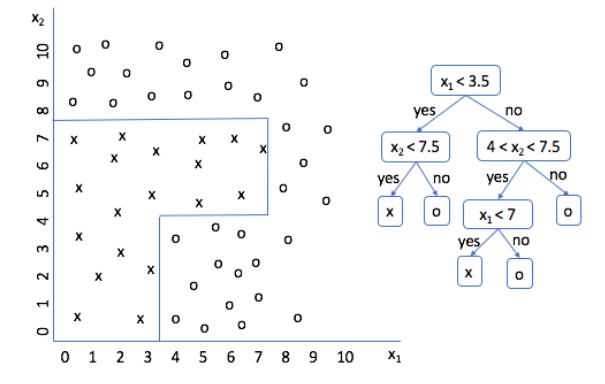 x₂
10
9
8
7
6
5
4
3
2
1
0
0 1 2 3 4 5 6 7 8 9 10 x₁
x₁ < 3.5
yes no
x₂ < 7.5 4 < x₂ < 7.5
yes no yes no
x o x₁ < 7 o
yes no
x o